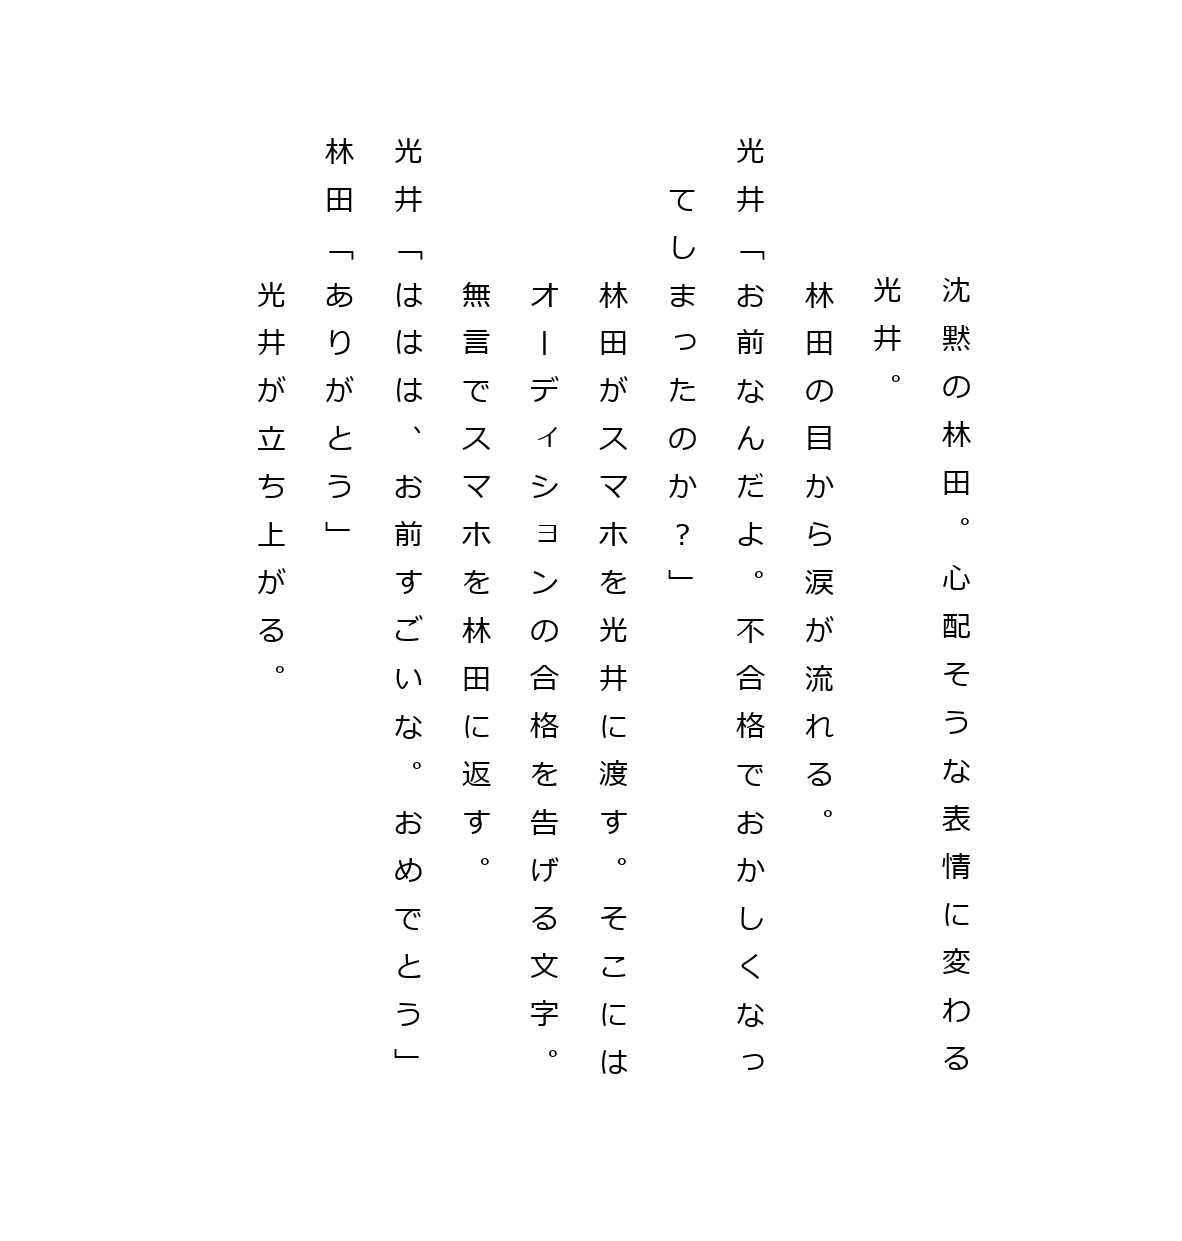 沈黙の林田。心配そうな表情に変わる
光井。
林田の目から涙が流れる。
光井「お前なんだよ。不合格でおかしくなっ
てしまったのか？」
林田がスマホを光井に渡す。そこには
オーディションの合格を告げる文字。
無言でスマホを林田に返す。
光井「ははは、お前すごいな。おめでとう」
林田「ありがとう」
光井が立ち上がる。